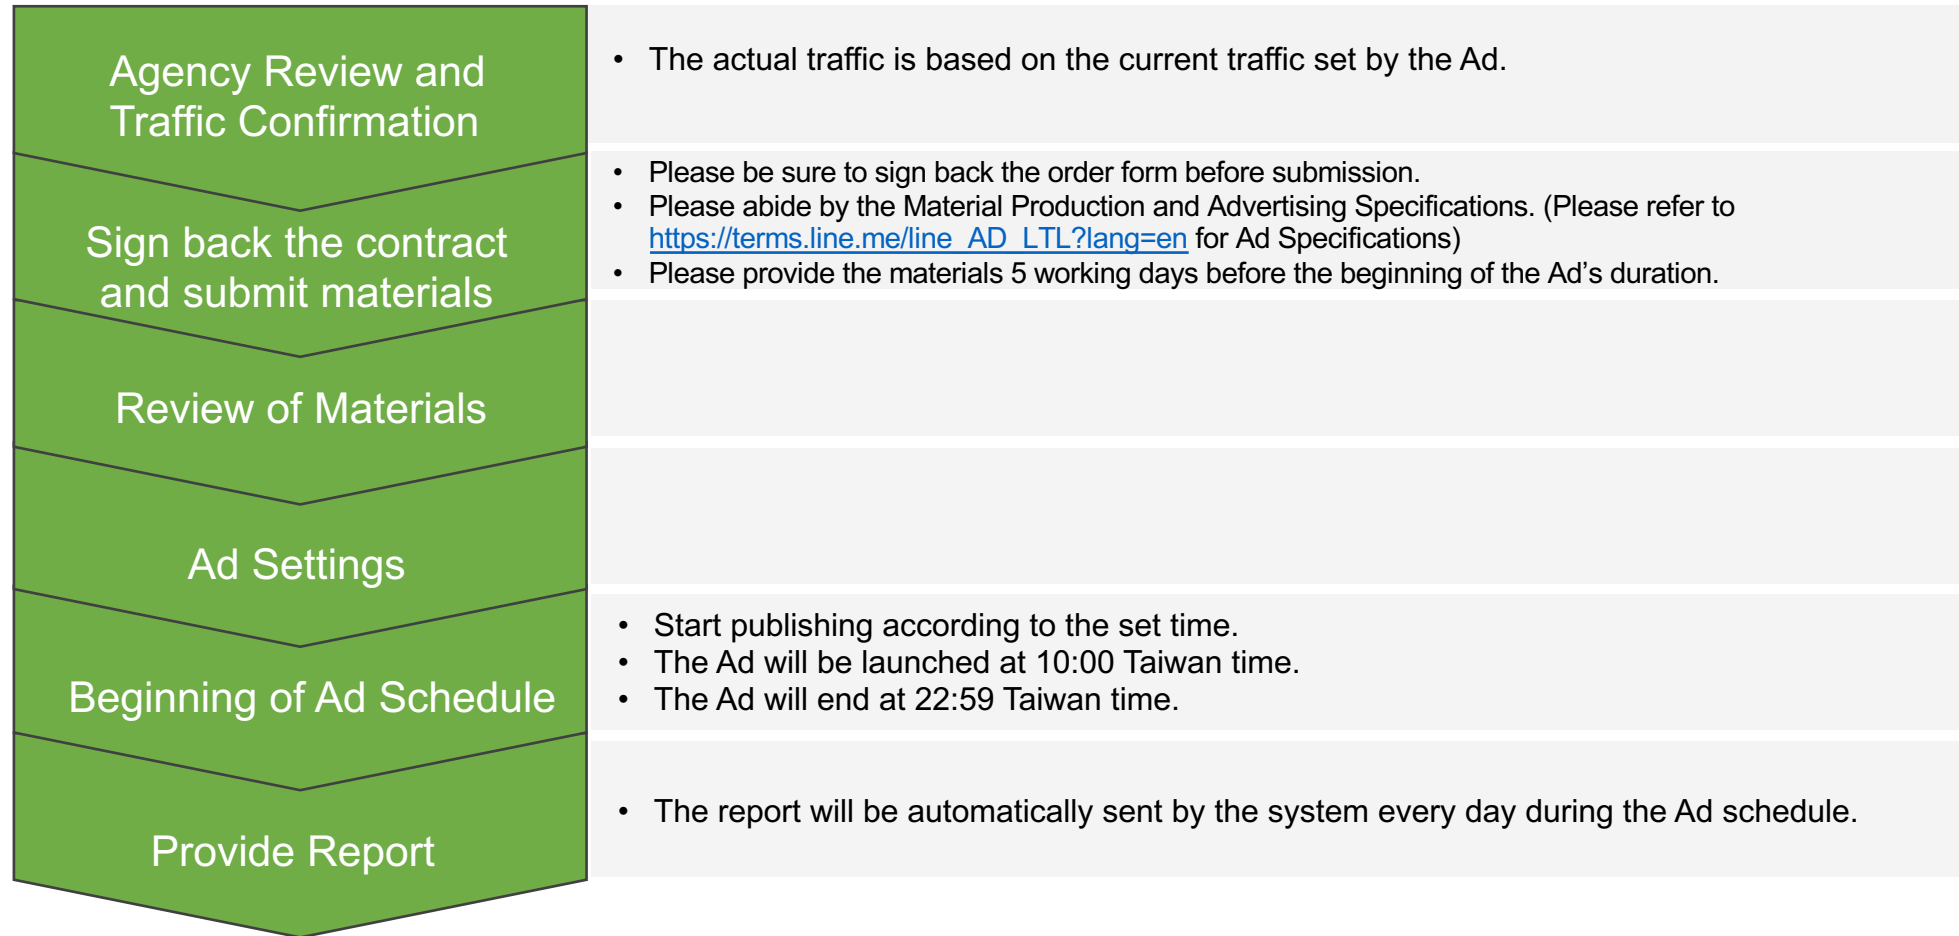 Agency Review and
Traffic Confirmation
• The actual traffic is based on the current traffic set by the Ad.
Sign back the contract
and submit materials
• Please be sure to sign back the order form before submission.
• Please abide by the Material Production and Advertising Specifications. (Please refer to
https://terms.line.me/line_AD_LTL?lang=en for Ad Specifications)
• Please provide the materials 5 working days before the beginning of the Ad’s duration.
Review of Materials
Ad Settings
Beginning of Ad Schedule
• Start publishing according to the set time.
• The Ad will be launched at 10:00 Taiwan time.
• The Ad will end at 22:59 Taiwan time.
Provide Report
• The report will be automatically sent by the system every day during the Ad schedule.